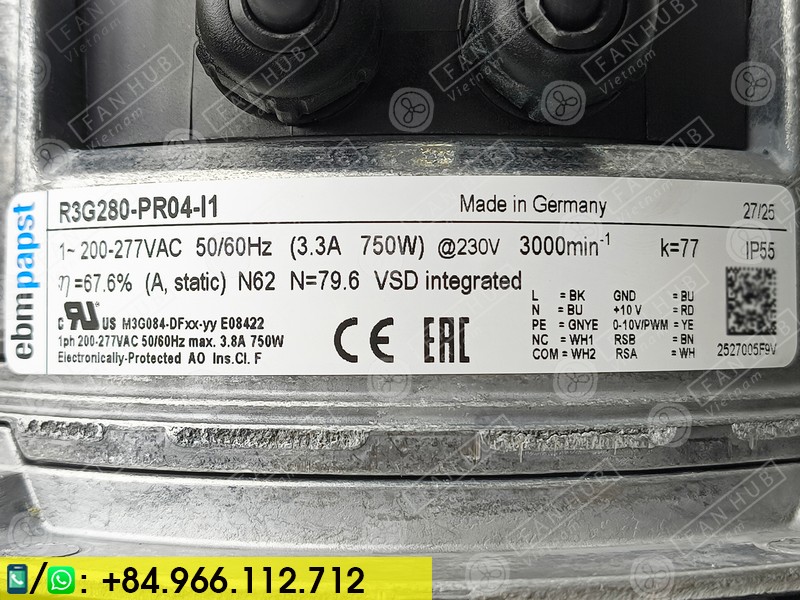 ebmpapst
R3G280-PR04-I1 Made in Germany 27/25
1~ 200-277VAC 50/60Hz (3.3A 750W) @230V 3000min-1 k=77 IP55
η=67.6% (A, static) N62 N=79.6 VSD integrated
c RU US M3G084-DFxx-yy E08422
1ph 200-277VAC 50/60Hz max. 3.8A 750W
Electronically-Protected AO Ins.Cl. F
CE EAC
L = BK GND = BU
N = BU +10 V = RD
PE = GNYE 0-10V/PWM = YE
NC = WH1 RSB = BN
COM = WH2 RSA = WH
2527005F9V
/ : +84.966.112.712
FAN HUB
Vietnam